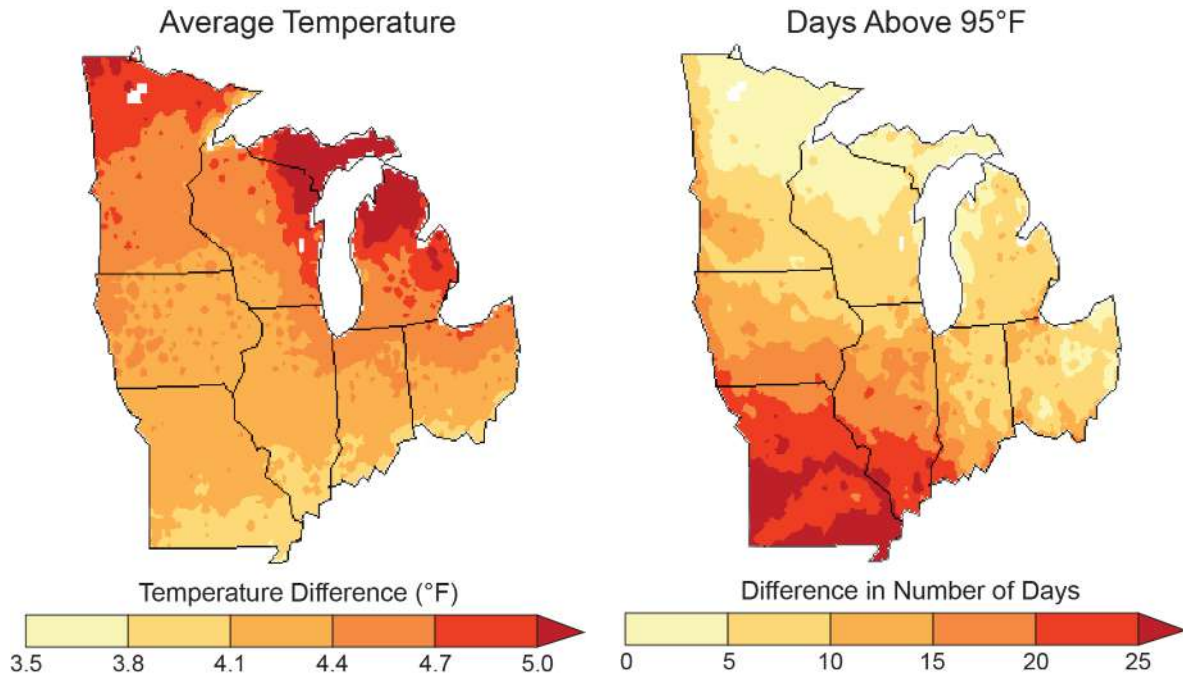 Average Temperature
Days Above 95°F
Temperature Difference (°F)
3.5 3.8 4.1 4.4 4.7 5.0
Difference in Number of Days
0 5 10 15 20 25